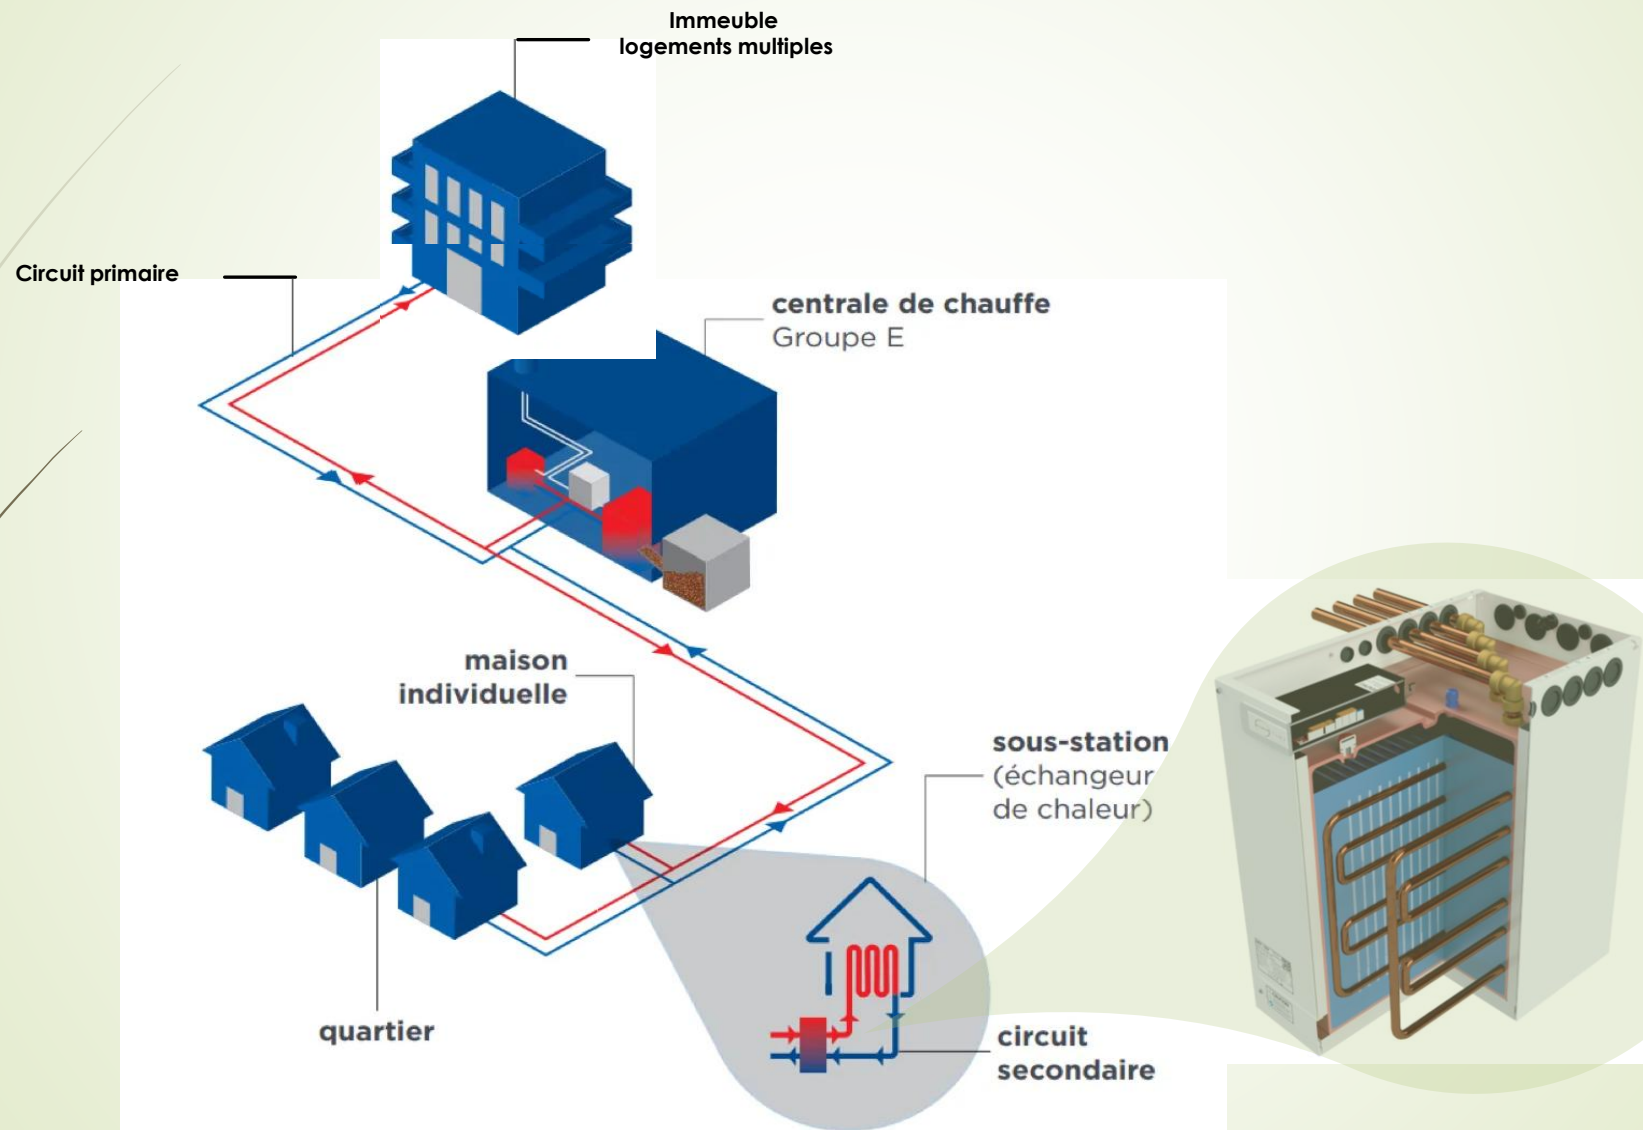 Immeuble
logements multiples
Circuit primaire
centrale de chauffe
Groupe E
maison
individuelle
sous-station
(échangeur
de chaleur)
quartier
circuit
secondaire